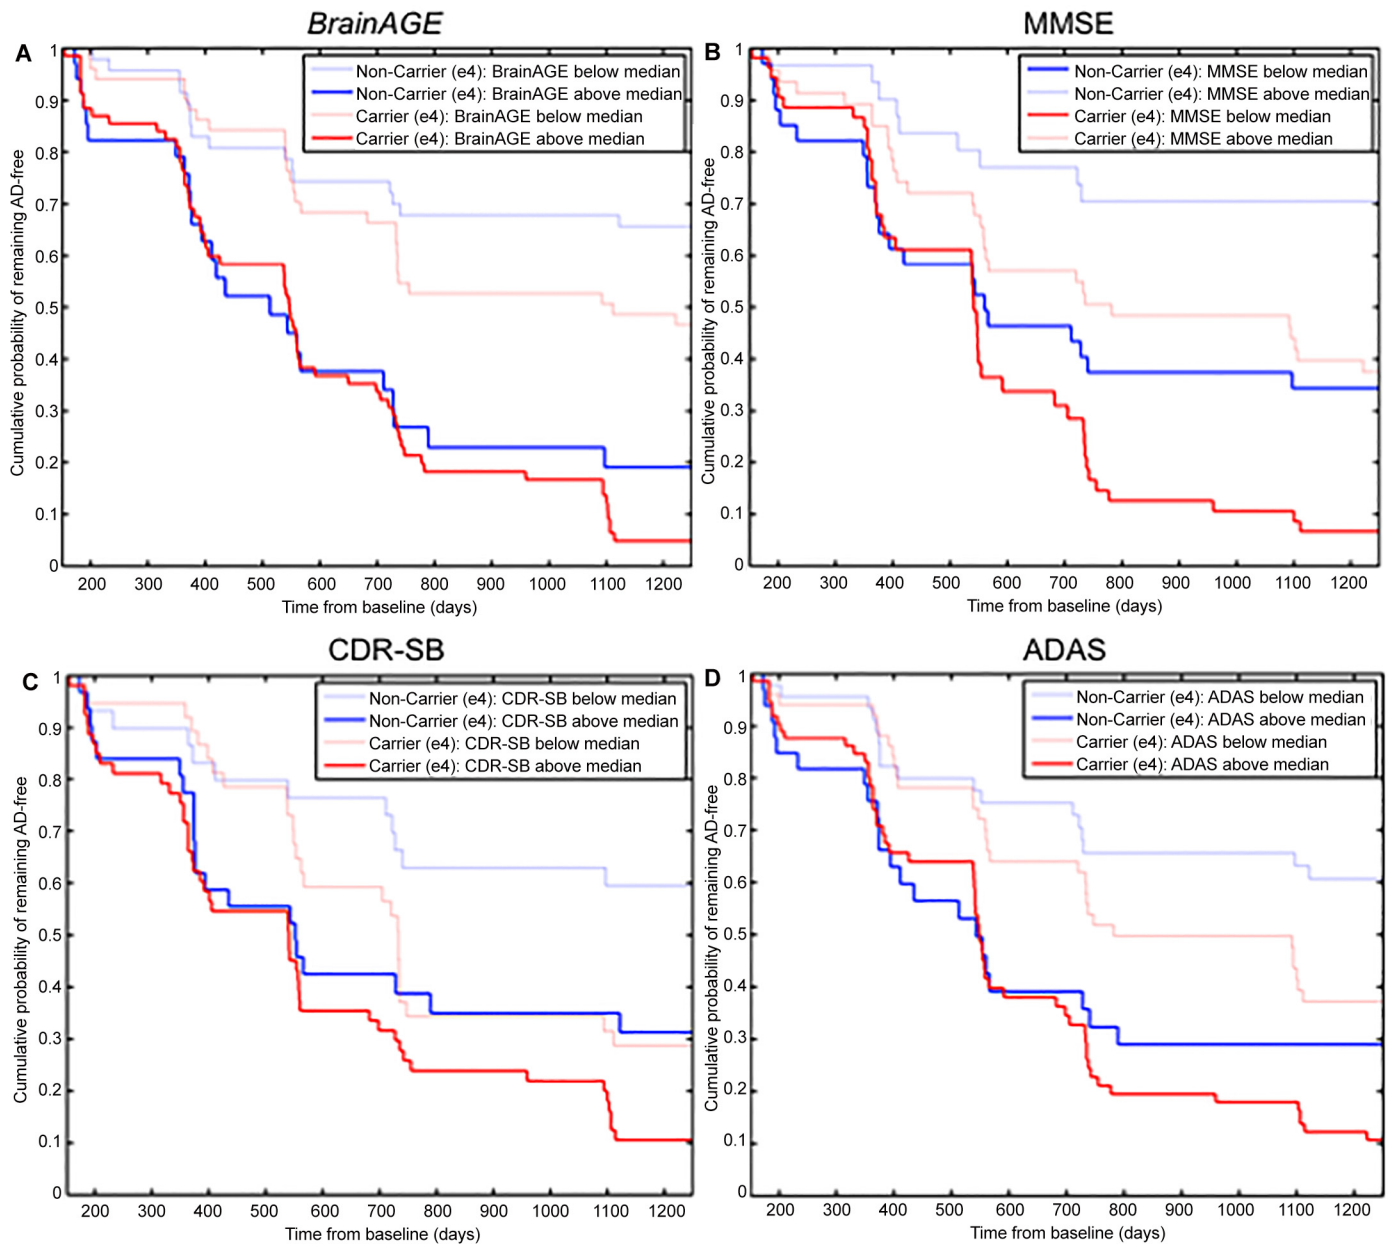 BrainAGE
A
Non-Carrier (e4): BrainAGE below median
Non-Carrier (e4): BrainAGE above median
Carrier (e4): BrainAGE below median
Carrier (e4): BrainAGE above median
Cumulative probability of remaining AD-free
1
0.9
0.8
0.7
0.6
0.5
0.4
0.3
0.2
0.1
0
200 300 400 500 600 700 800 900 1000 1100 1200
Time from baseline (days)
MMSE
B
Non-Carrier (e4): MMSE below median
Non-Carrier (e4): MMSE above median
Carrier (e4): MMSE below median
Carrier (e4): MMSE above median
Cumulative probability of remaining AD-free
1
0.9
0.8
0.7
0.6
0.5
0.4
0.3
0.2
0.1
0
200 300 400 500 600 700 800 900 1000 1100 1200
Time from baseline (days)
CDR-SB
C
Non-Carrier (e4): CDR-SB below median
Non-Carrier (e4): CDR-SB above median
Carrier (e4): CDR-SB below median
Carrier (e4): CDR-SB above median
Cumulative probability of remaining AD-free
1
0.9
0.8
0.7
0.6
0.5
0.4
0.3
0.2
0.1
0
200 300 400 500 600 700 800 900 1000 1100 1200
Time from baseline (days)
ADAS
D
Non-Carrier (e4): ADAS below median
Non-Carrier (e4): ADAS above median
Carrier (e4): ADAS below median
Carrier (e4): ADAS above median
Cumulative probability of remaining AD-free
1
0.9
0.8
0.7
0.6
0.5
0.4
0.3
0.2
0.1
0
200 300 400 500 600 700 800 900 1000 1100 1200
Time from baseline (days)